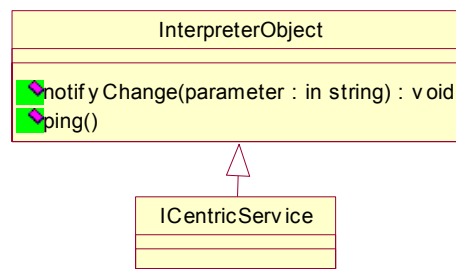 InterpreterObject
notifyChange(parameter : in string) : void
ping()
ICentricService